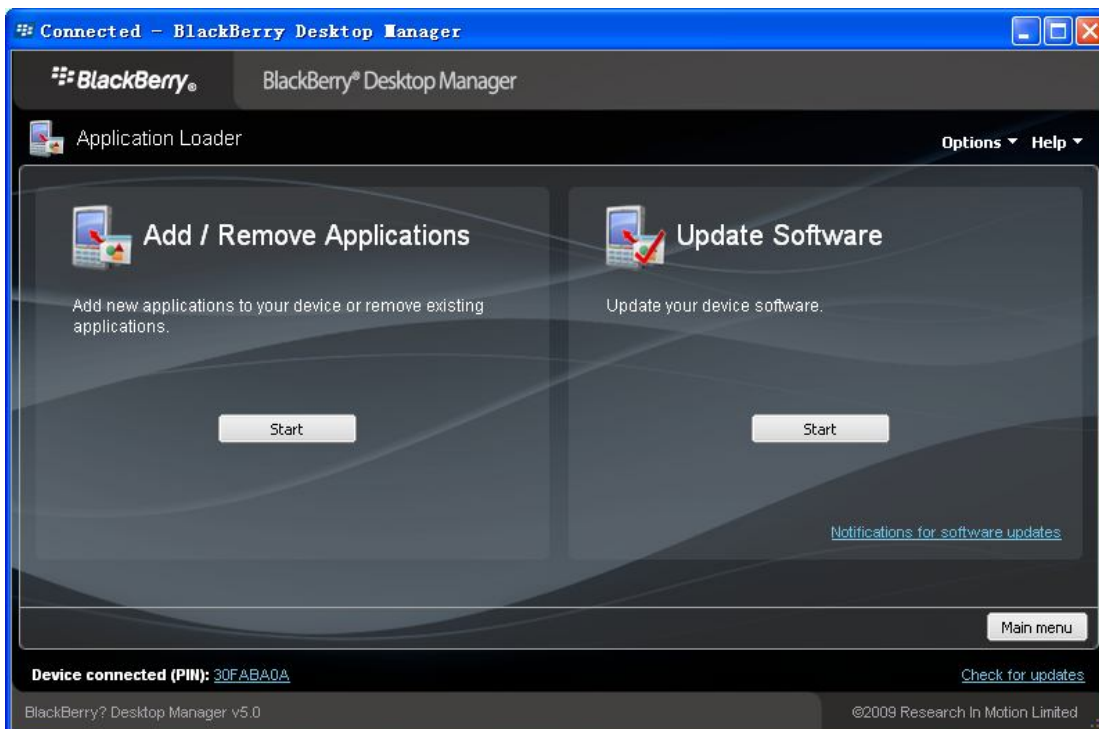 Connected - BlackBerry Desktop Manager
BlackBerry® BlackBerry® Desktop Manager
Application Loader
Options Help
Add / Remove Applications
Add new applications to your device or remove existing
applications.
Start
Update Software
Update your device software.
Start
Notifications for software updates
Main menu
Device connected (PIN): 30FABA0A
Check for updates
BlackBerry? Desktop Manager v5.0
©2009 Research In Motion Limited